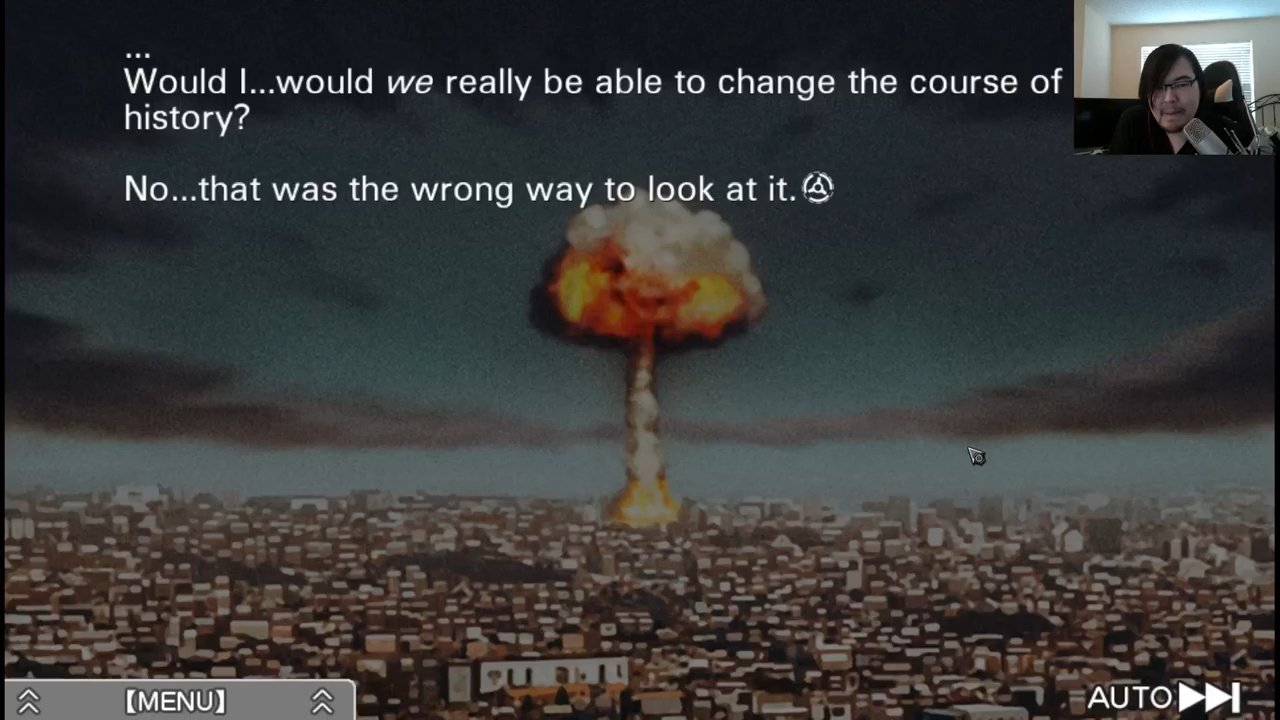 ...
Would I...would we really be able to change the course of
history?
No...that was the wrong way to look at it.
【MENU】
AUTO